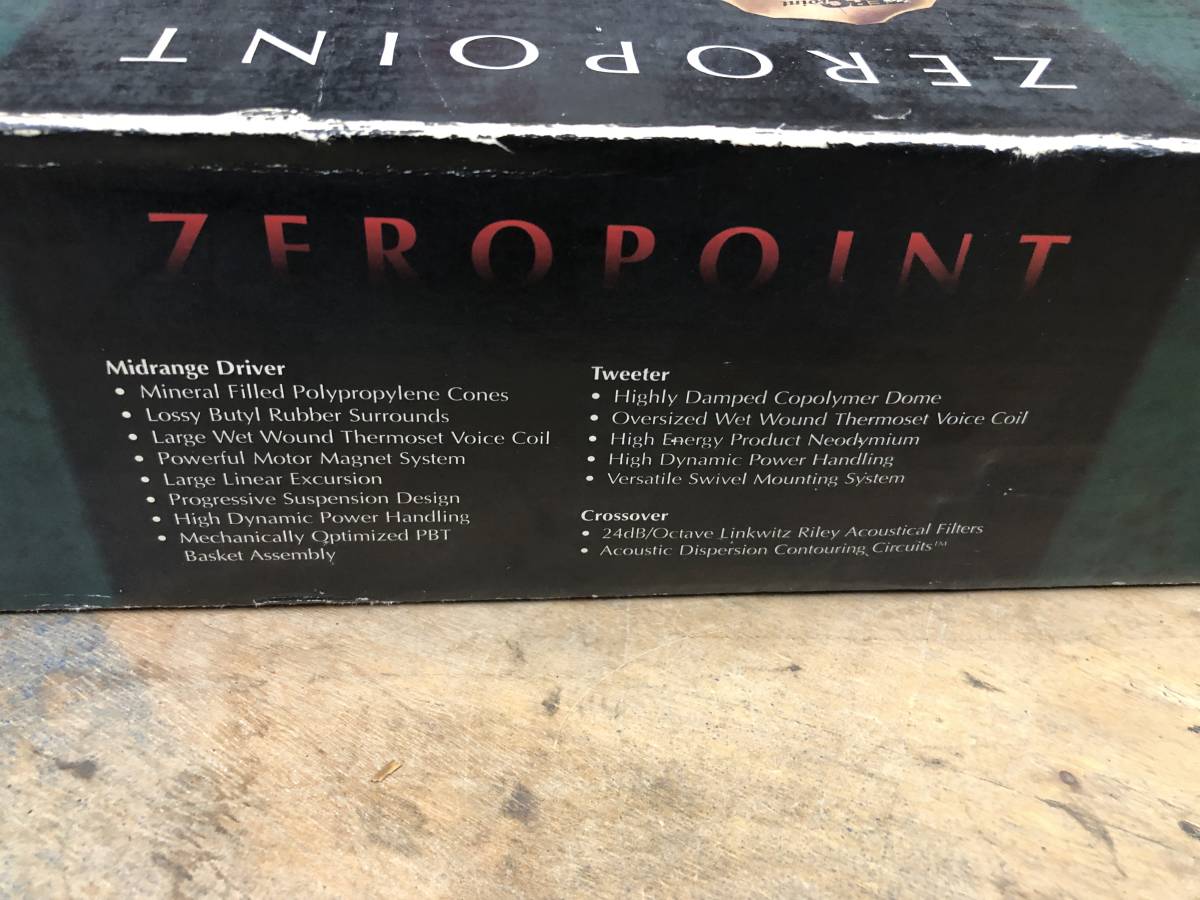 ZEROPOINT
ZEROPOINT
Midrange Driver
• Mineral Filled Polypropylene Cones
• Lossy Butyl Rubber Surrounds
• Large Wet Wound Thermoset Voice Coil
• Powerful Motor Magnet System
• Large Linear Excursion
• Progressive Suspension Design
• High Dynamic Power Handling
• Mechanically Optimized PBT
Basket Assembly
Tweeter
• Highly Damped Copolymer Dome
• Oversized Wet Wound Thermoset Voice Coil
• High Energy Product Neodymium
• High Dynamic Power Handling
• Versatile Swivel Mounting System
Crossover
• 24dB/Octave Linkwitz Riley Acoustical Filters
• Acoustic Dispersion Contouring Circuits™